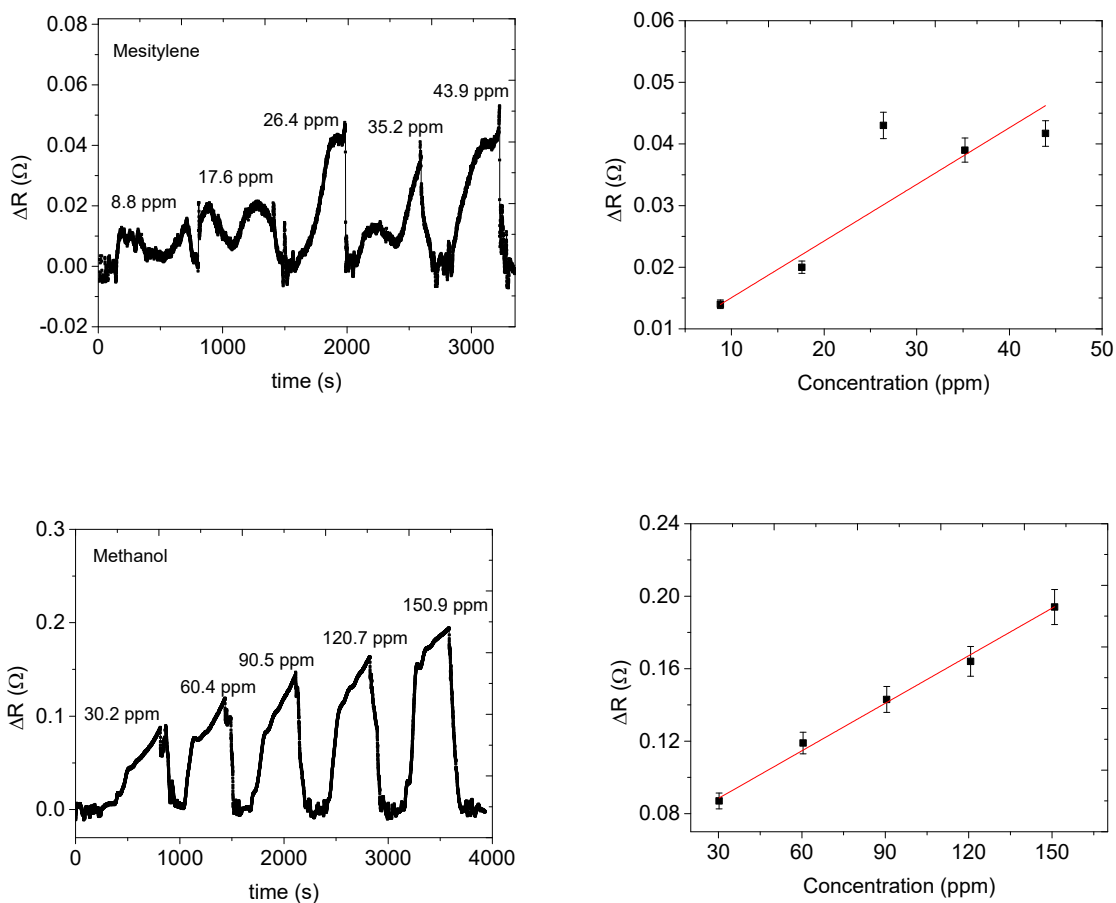 Mesitylene
8.8 ppm
17.6 ppm
26.4 ppm
35.2 ppm
43.9 ppm
0.08
0.06
0.04
0.02
0.00
-0.02
ΔR (Ω)
0 1000 2000 3000
time (s)
0.06
0.05
0.04
0.03
0.02
0.01
ΔR (Ω)
10 20 30 40 50
Concentration (ppm)
Methanol
30.2 ppm
60.4 ppm
90.5 ppm
120.7 ppm
150.9 ppm
0.3
0.2
0.1
0.0
ΔR (Ω)
0 1000 2000 3000 4000
time (s)
0.24
0.20
0.16
0.12
0.08
ΔR (Ω)
30 60 90 120 150
Concentration (ppm)